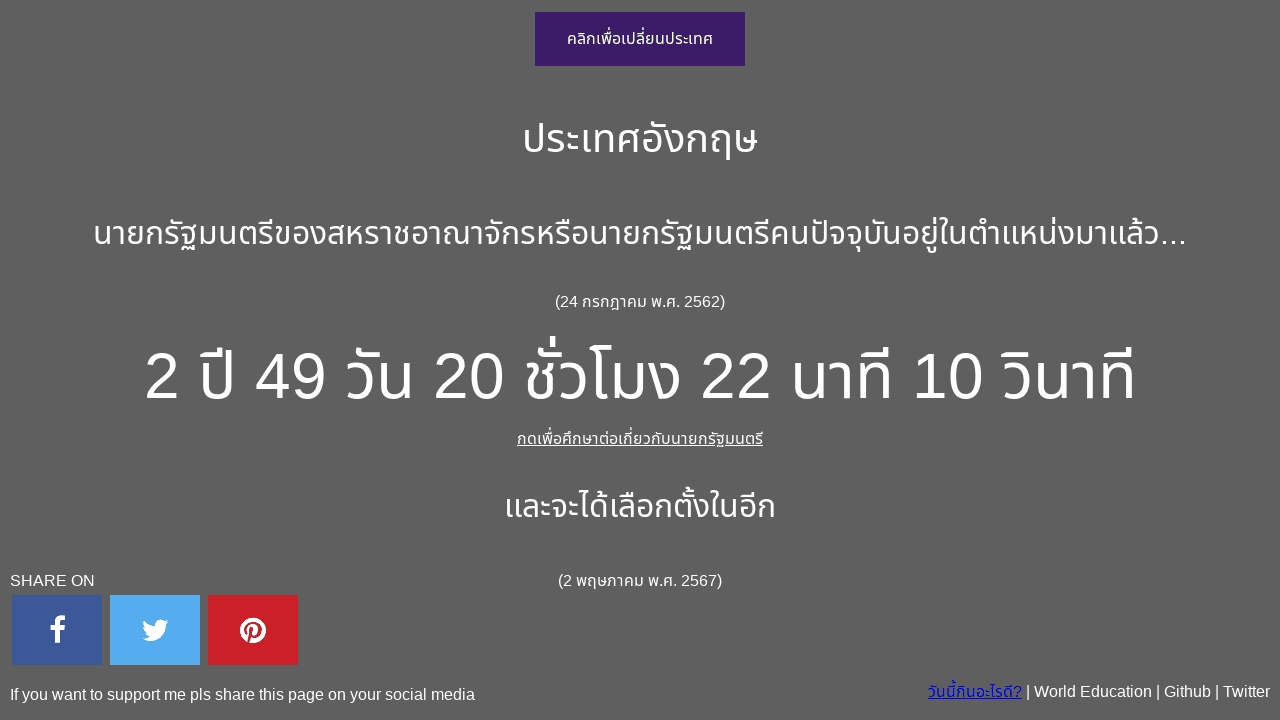 คลิกเพื่อเปลี่ยนประเทศ
ประเทศอังกฤษ
นายกรัฐมนตรีของสหราชอาณาจักรหรือนายกรัฐมนตรีคนปัจจุบันอยู่ในตำแหน่งมาแล้ว...
(24 กรกฎาคม พ.ศ. 2562)
2 ปี 49 วัน 20 ชั่วโมง 22 นาที 10 วินาที
กดเพื่อศึกษาต่อเกี่ยวกับนายกรัฐมนตรี
และจะได้เลือกตั้งในอีก
(2 พฤษภาคม พ.ศ. 2567)
SHARE ON
If you want to support me pls share this page on your social media
วันนี้กินอะไรดี? | World Education | Github | Twitter